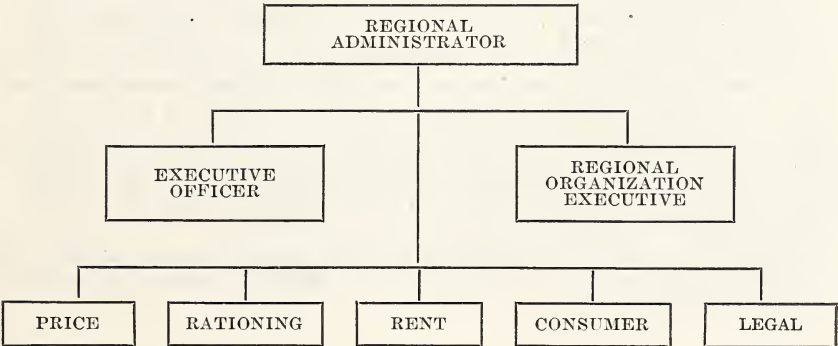 REGIONAL
ADMINISTRATOR
EXECUTIVE
OFFICER
REGIONAL
ORGANIZATION
EXECUTIVE
PRICE
RATIONING
RENT
CONSUMER
LEGAL